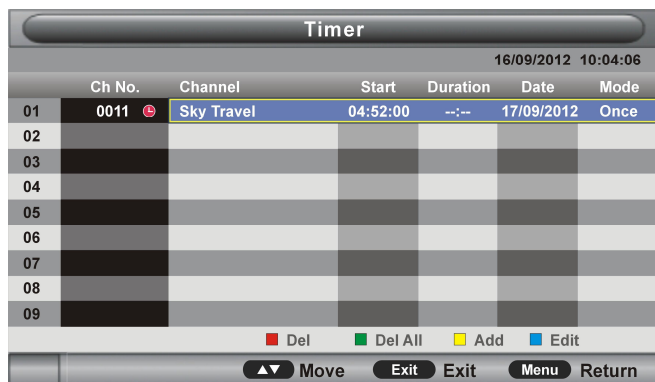 Timer
16/09/2012 10:04:06
Ch No. Channel Start Duration Date Mode
01 0011 Sky Travel 04:52:00 --:-- 17/09/2012 Once
02
03
04
05
06
07
08
09
Del Del All Add Edit
▲▼ Move Exit Exit Menu Return